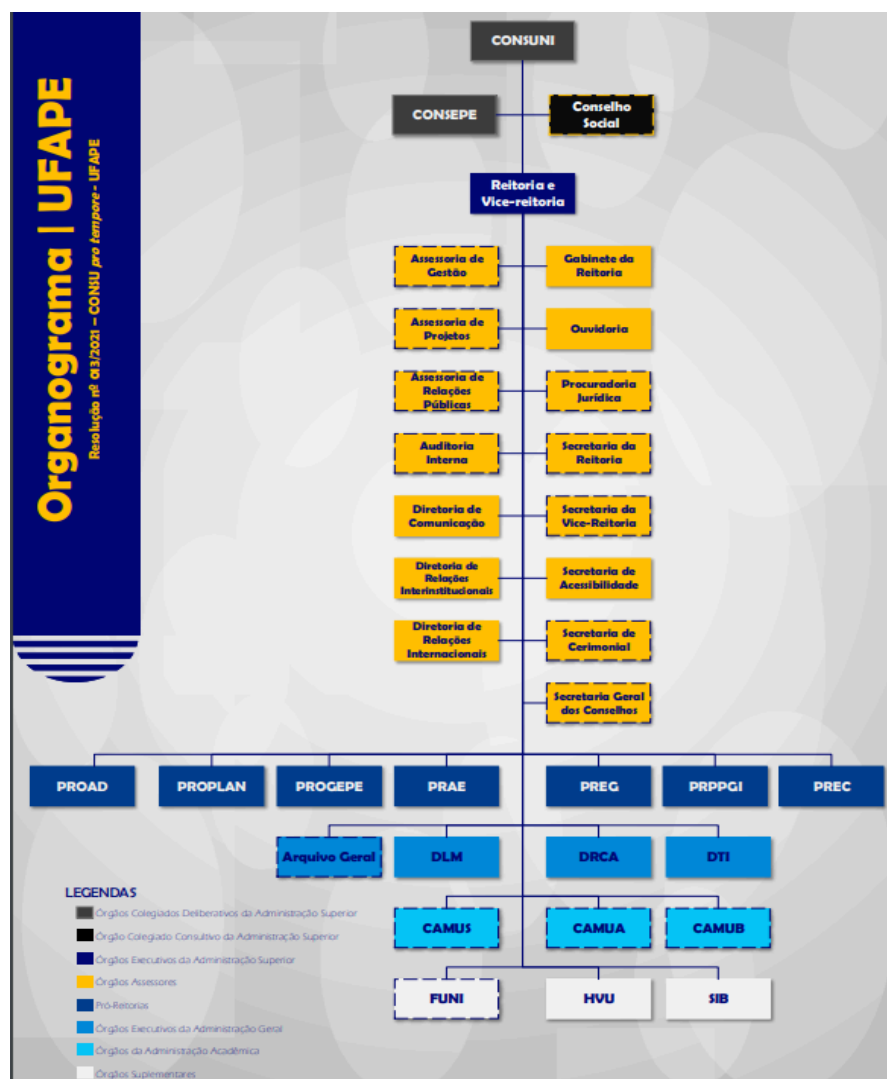 Organograma | UFAPE
Resolução nº 013/2021 – CONSU pro tempore - UFAPE
CONSUNI
CONSEPE
Conselho
Social
Reitoria e
Vice-reitoria
Assessoria de
Gestão
Gabinete da
Reitoria
Assessoria de
Projetos
Ouvidoria
Assessoria de
Relações
Públicas
Procuradoria
Jurídica
Auditoria
Interna
Secretaria da
Reitoria
Diretoria de
Comunicação
Secretaria da
Vice-Reitoria
Diretoria de
Relações
Interinstitucionais
Secretaria de
Acessibilidade
Diretoria de
Relações
Internacionais
Secretaria de
Cerimonial
Secretaria Geral
dos Conselhos
PROAD
PROPLAN
PROGEPE
PRAE
PREG
PRPPGI
PREC
Arquivo Geral
DLM
DRCA
DTI
CAMUS
CAMUA
CAMUB
FUNI
HVU
SIB
LEGENDAS
Órgãos Colegiados Deliberativos da Administração Superior
Órgão Colegiado Consultivo da Administração Superior
Órgãos Executivos da Administração Superior
Órgãos Assessores
Pró-Reitorias
Órgãos Executivos da Administração Geral
Órgãos da Administração Acadêmica
Órgãos Suplementares